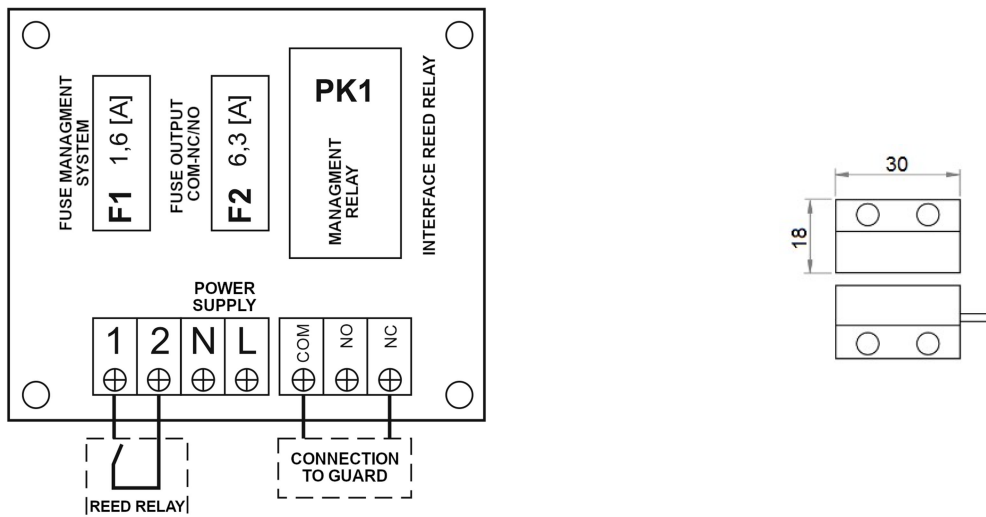 FUSE MANAGMENT
SYSTEM
F1 1,6 [A]
FUSE OUTPUT
COM-NC/NO
F2 6,3 [A]
PK1
MANAGMENT
RELAY
INTERFACE REED RELAY
POWER
SUPPLY
1 2 N L
COM NO NC
REED RELAY
CONNECTION
TO GUARD
30
18